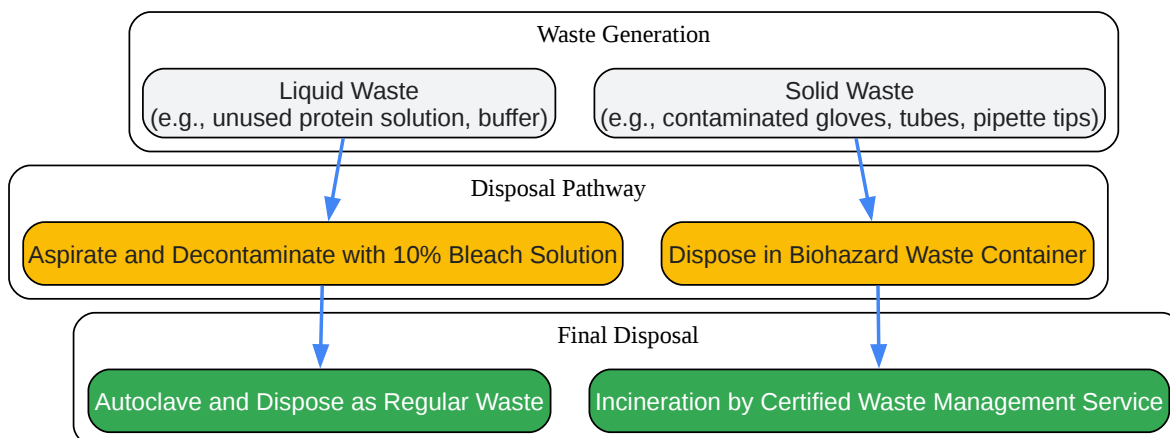 Waste Generation
Liquid Waste
(e.g., unused protein solution, buffer)
Solid Waste
(e.g., contaminated gloves, tubes, pipette tips)
Disposal Pathway
Aspirate and Decontaminate with 10% Bleach Solution
Dispose in Biohazard Waste Container
Final Disposal
Autoclave and Dispose as Regular Waste
Incineration by Certified Waste Management Service